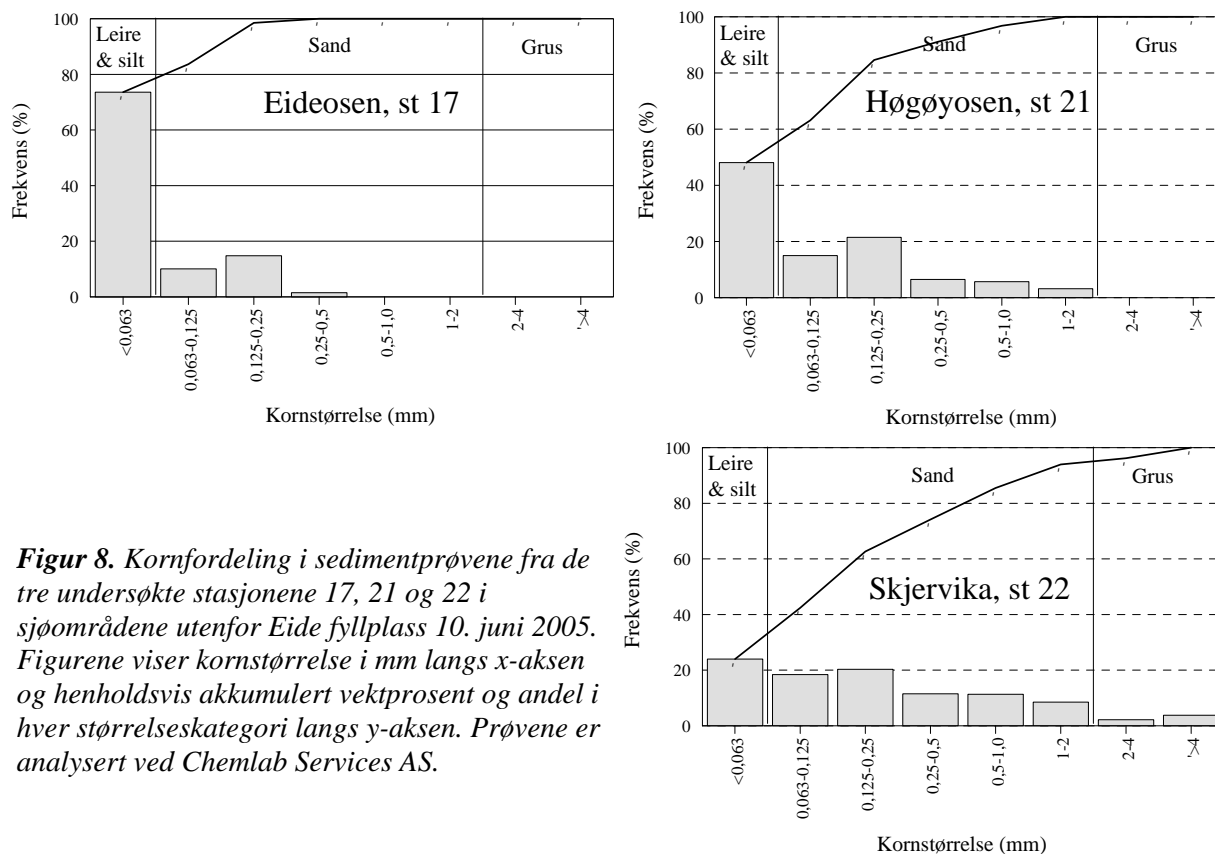 100
80
60
40
20
0
Frekvens (%)
Leire
& silt
Sand
Grus
Eideosen, st 17
<0,063
0,063-0,125
0,125-0,25
0,25-0,5
0,5-1,0
1-2
2-4
'>4
Kornstørrelse (mm)
100
80
60
40
20
0
Frekvens (%)
Leire
& silt
Sand
Grus
Høgøyosen, st 21
<0,063
0,063-0,125
0,125-0,25
0,25-0,5
0,5-1,0
1-2
2-4
'>4
Kornstørrelse (mm)
100
80
60
40
20
0
Frekvens (%)
Leire
& silt
Sand
Grus
Skjervika, st 22
<0,063
0,063-0,125
0,125-0,25
0,25-0,5
0,5-1,0
1-2
2-4
'>4
Kornstørrelse (mm)
Figur 8. Kornfordeling i sedimentprøvene fra de
tre undersøkte stasjonene 17, 21 og 22 i
sjøområdene utenfor Eide fyllplass 10. juni 2005.
Figurene viser kornstørrelse i mm langs x-aksen
og henholdsvis akkumulert vektprosent og andel i
hver størrelseskategori langs y-aksen. Prøvene er
analysert ved Chemlab Services AS.